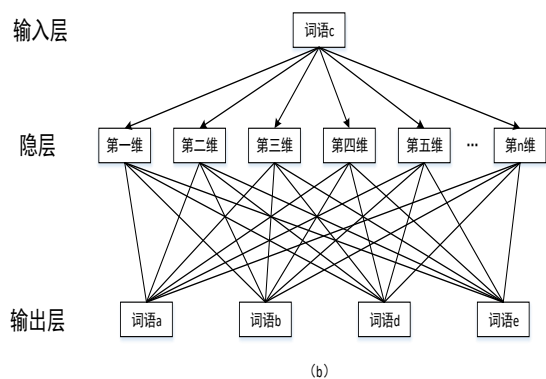 输入层
词语c
隐层
第一维 第二维 第三维 第四维 第五维 … 第n维
输出层
词语a 词语b 词语d 词语e
（b）